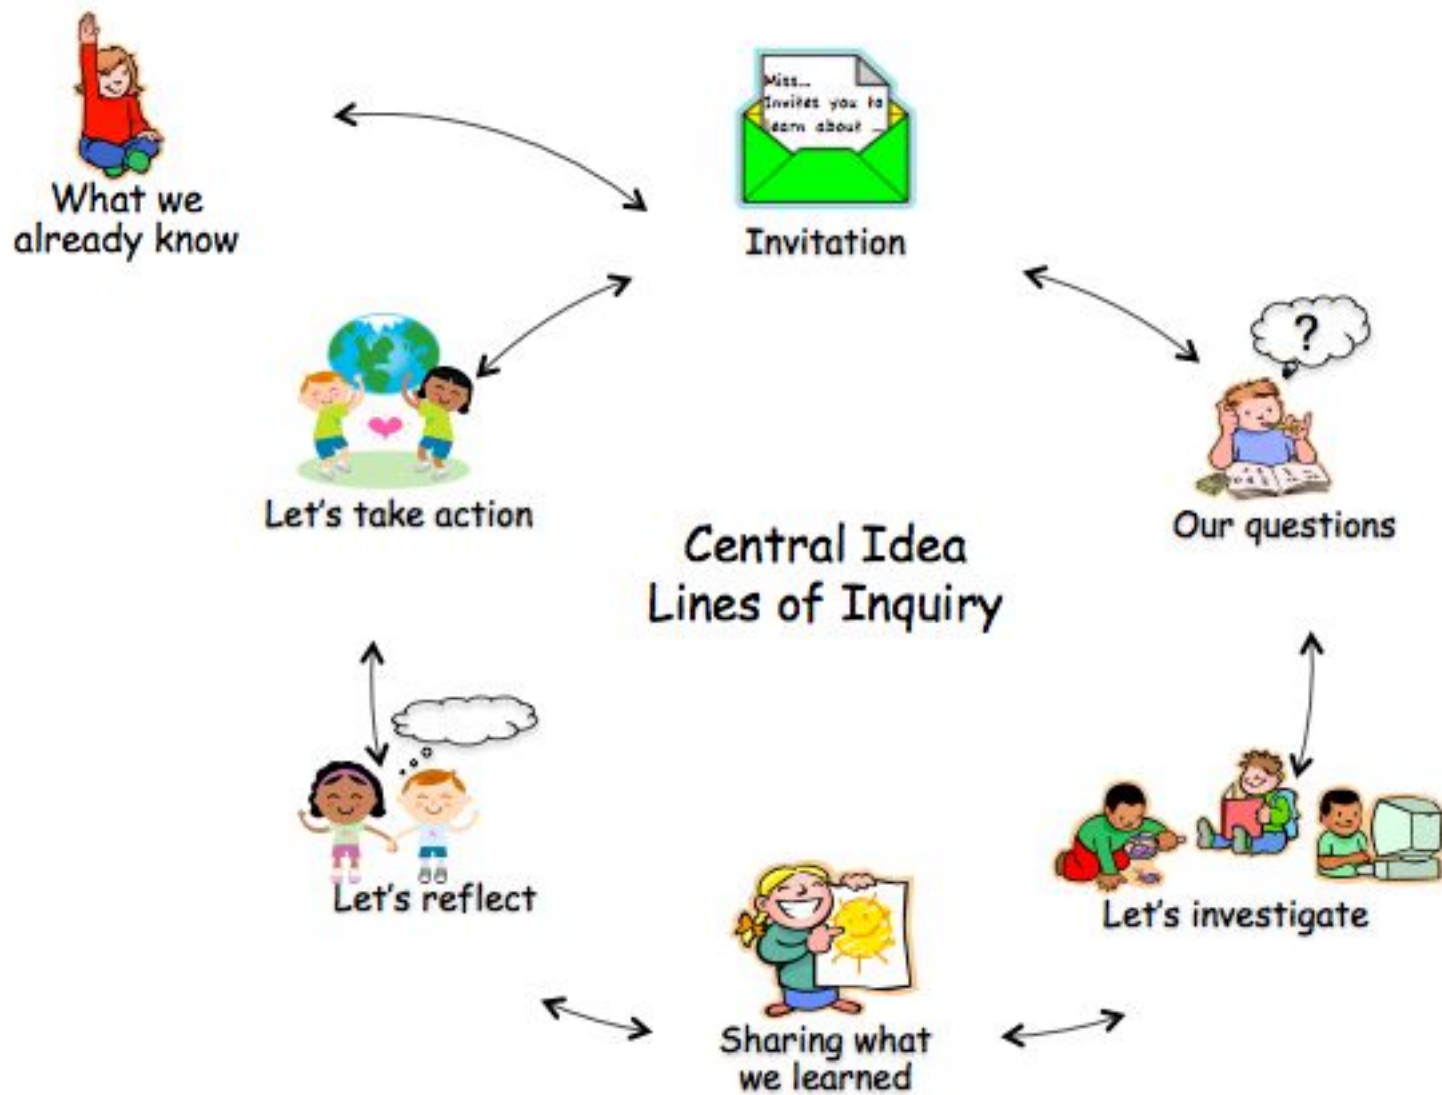 What we
already know
Miss...
Invites you to
learn about ...
Invitation
?
Our questions
Let's take action
Central Idea
Lines of Inquiry
Let's reflect
Let's investigate
Sharing what
we learned